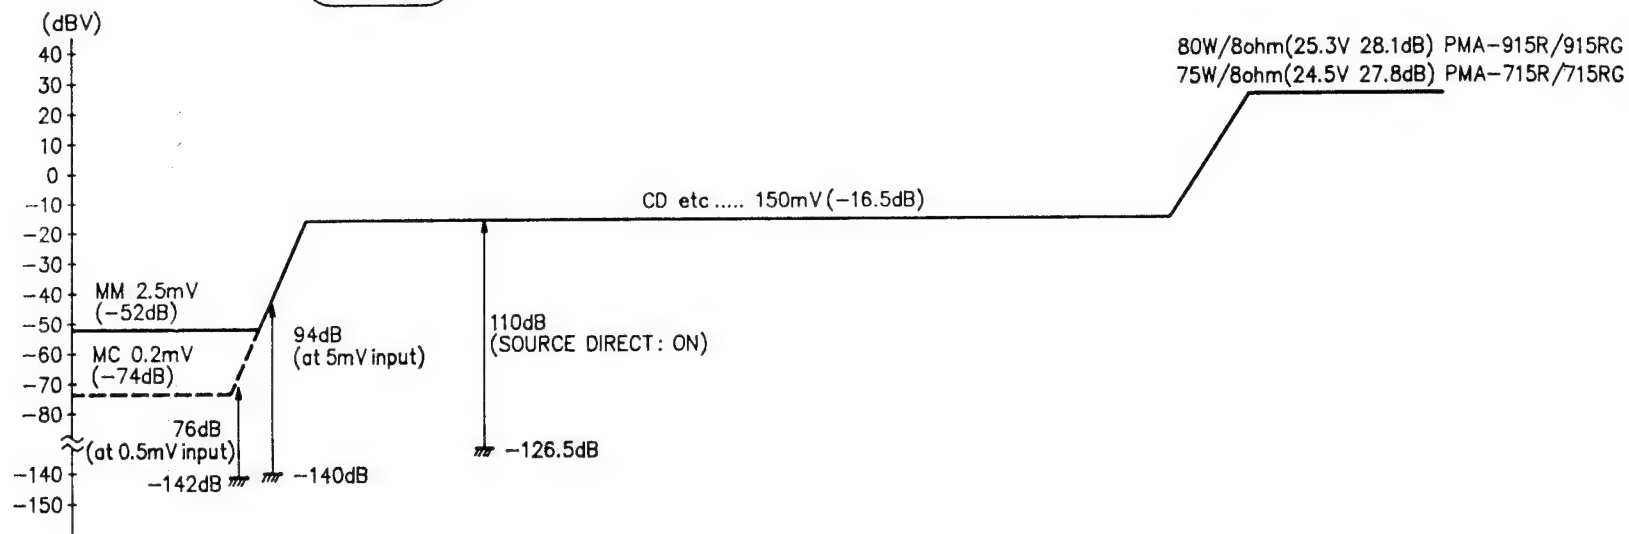 (dBV)
40
30
20
10
0
-10
-20
-30
-40
-50
-60
-70
-80
-140
-150
80W/8ohm(25.3V 28.1dB) PMA-915R/915RG
75W/8ohm(24.5V 27.8dB) PMA-715R/715RG
CD etc ..... 150mV(-16.5dB)
MM 2.5mV
(-52dB)
MC 0.2mV
(-74dB)
94dB
(at 5mV input)
110dB
(SOURCE DIRECT: ON)
76dB
(at 0.5mV input)
-142dB
-140dB
-126.5dB